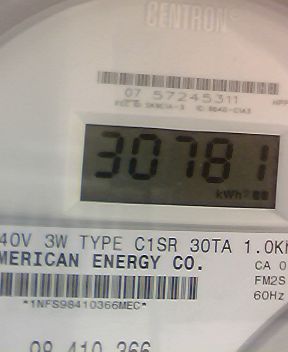 CENTRON®
07 57245311
30781
kWh
40V 3W TYPE C1SR 30TA 1.0K
MERICAN ENERGY CO.
CA 0
FM2S
60Hz
*1NFS98410366MEC*
98 410 366